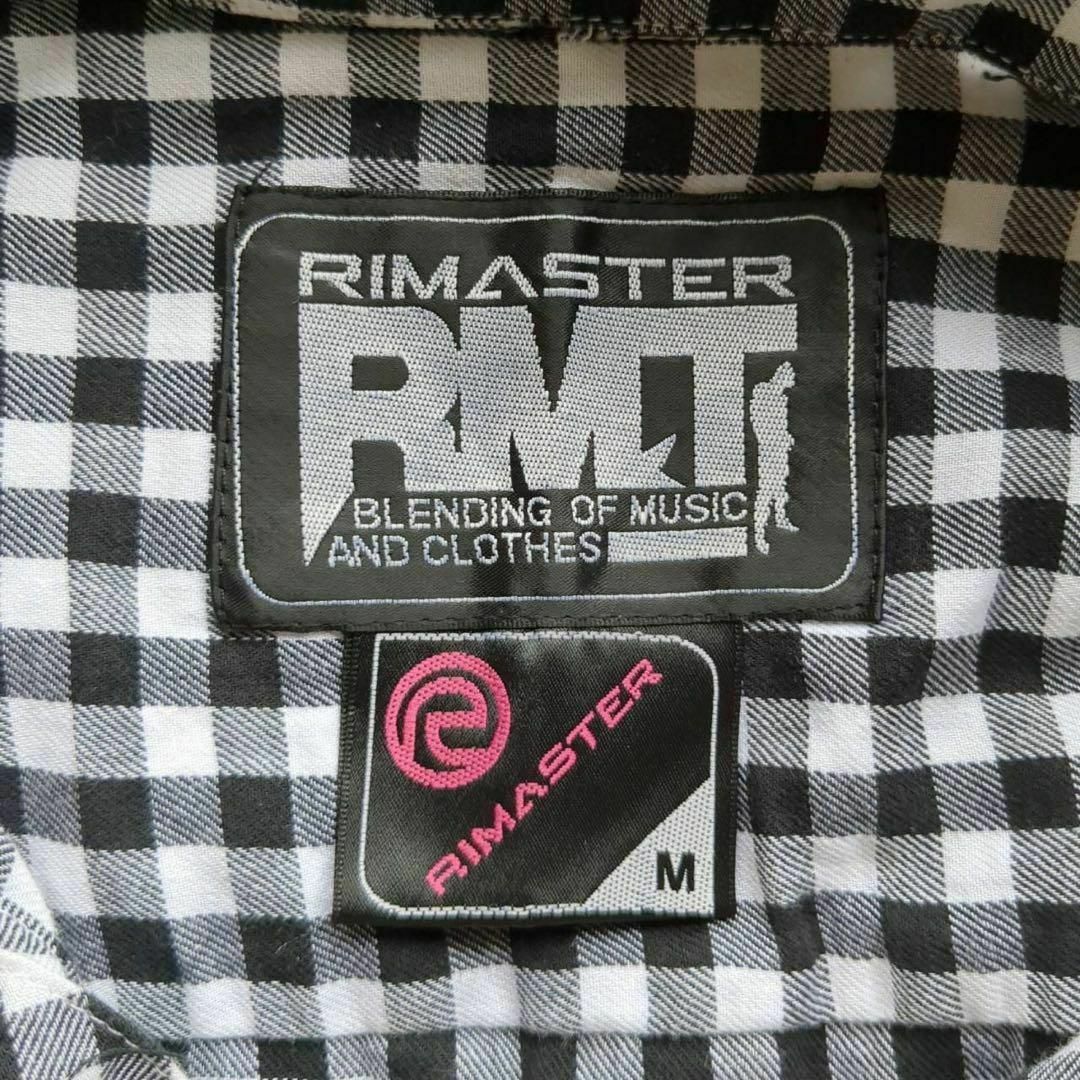 RIMASTER
RMT
BLENDING OF MUSIC
AND CLOTHES
RIMASTER
M